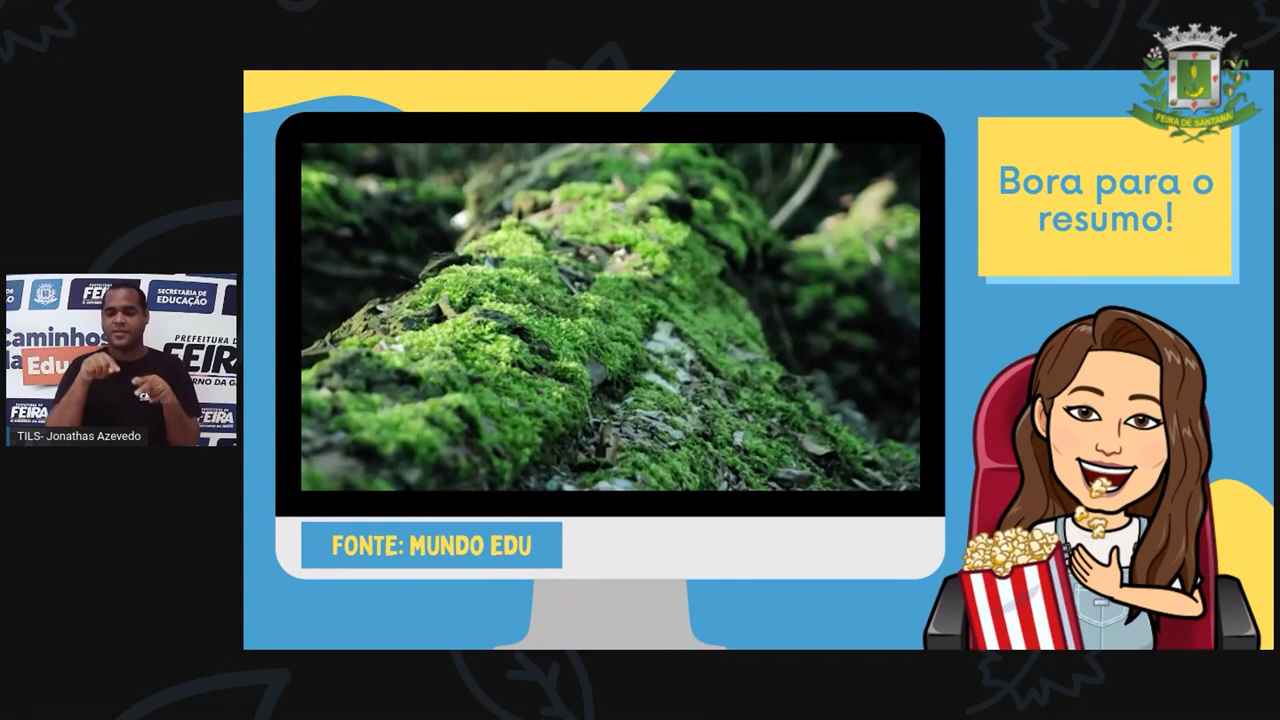 FEIRA DE SANTANA
Bora para o
resumo!
SECRETARIA DE
EDUCAÇÃO
Caminhos
da Edu
PREFEITURA D
FEIRA
FEIRA
FEIRA
TILS- Jonathas Azevedo
FONTE: MUNDO EDU